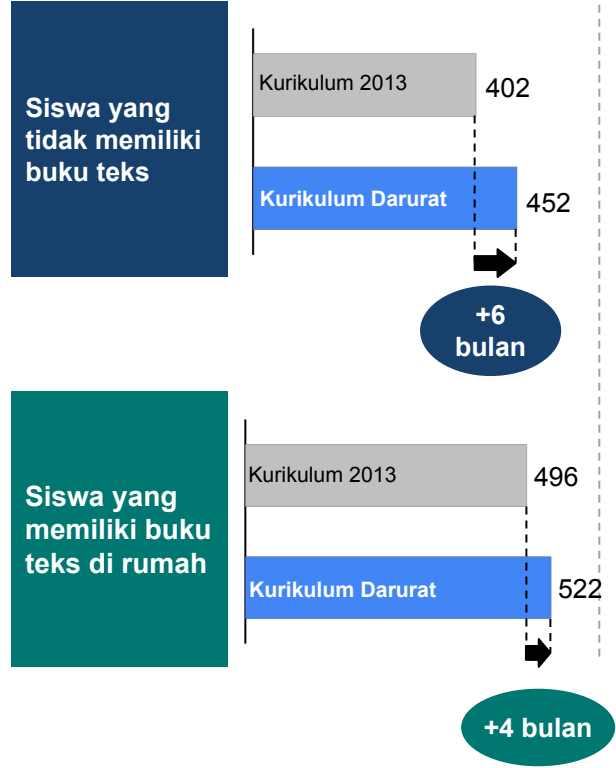 Siswa yang
tidak memiliki
buku teks
Kurikulum 2013
402
Kurikulum Darurat
452
+6
bulan
Siswa yang
memiliki buku
teks di rumah
Kurikulum 2013
496
Kurikulum Darurat
522
+4 bulan